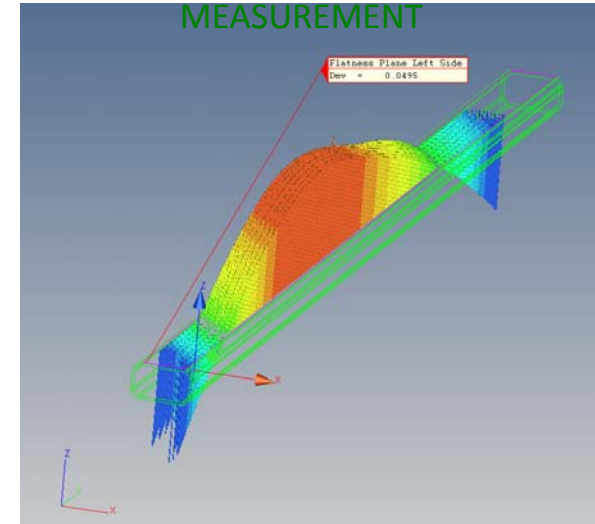 MEASUREMENT
Flatness Plane Left Side
Dev = 0.0495
Z
X
Z
Y
X